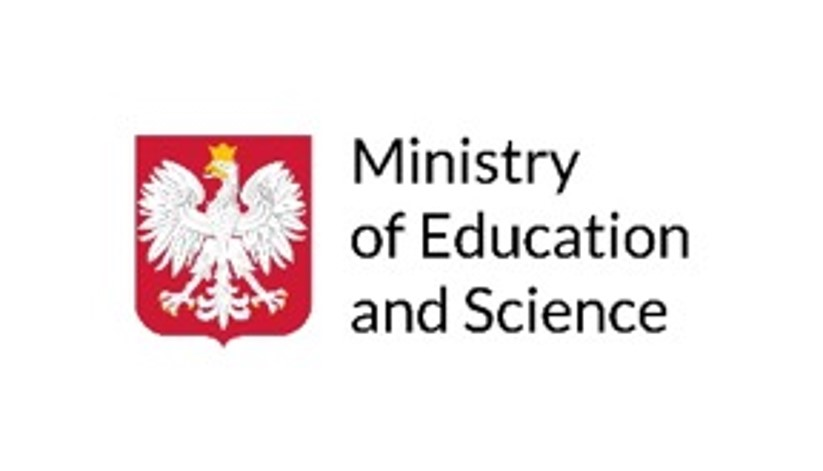 Ministry
of Education
and Science